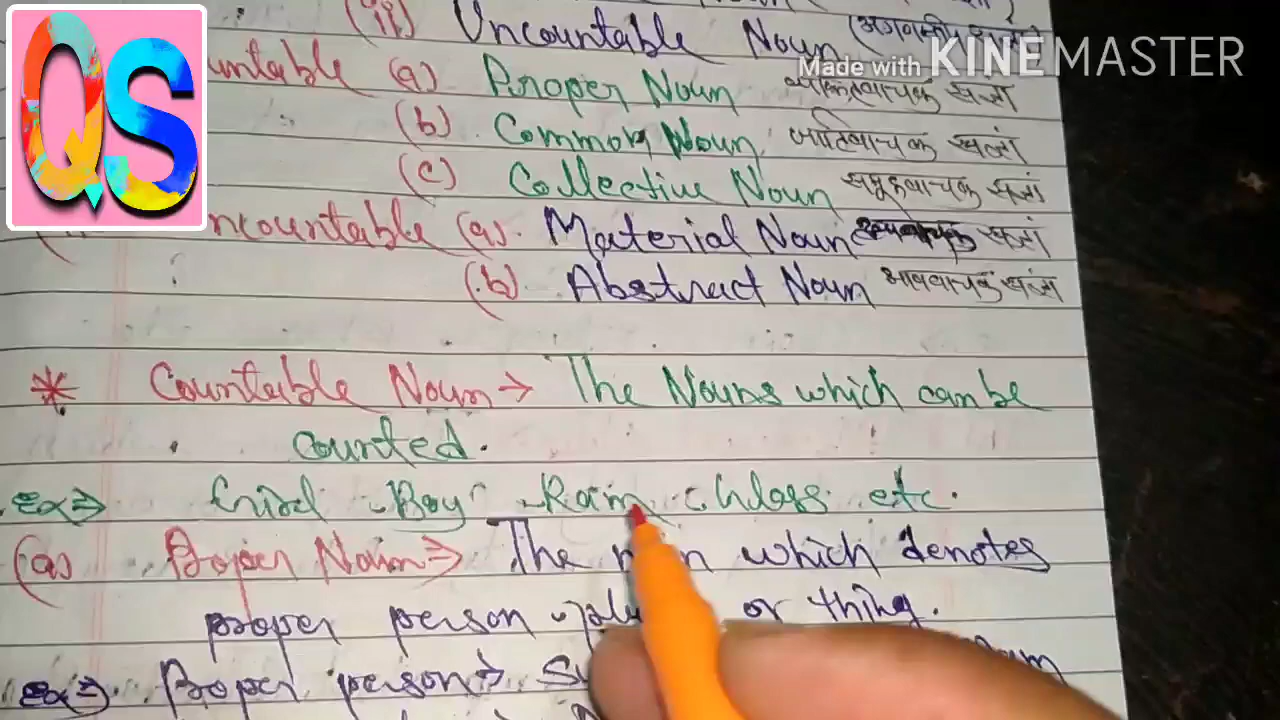 (ii) Uncountable Noun
Made with KINEMASTER
QS
untable (a) Proper Noun व्यक्तिवाचक संज्ञा
(b) Common Noun जातिवाचक संज्ञा
(c) Collective Noun समूहवाचक संज्ञा
ncountable (a) Material Noun संज्ञा
(b) Abstract Noun भाववाचक संज्ञा
* Countable Noun → The Nouns which can be
counted.
Ex ⇒ Girl, Boy, Ram, Class etc.
(a) Proper Noun ⇒ The which denotes
proper person, or thing.
Ex ⇒ Proper person →